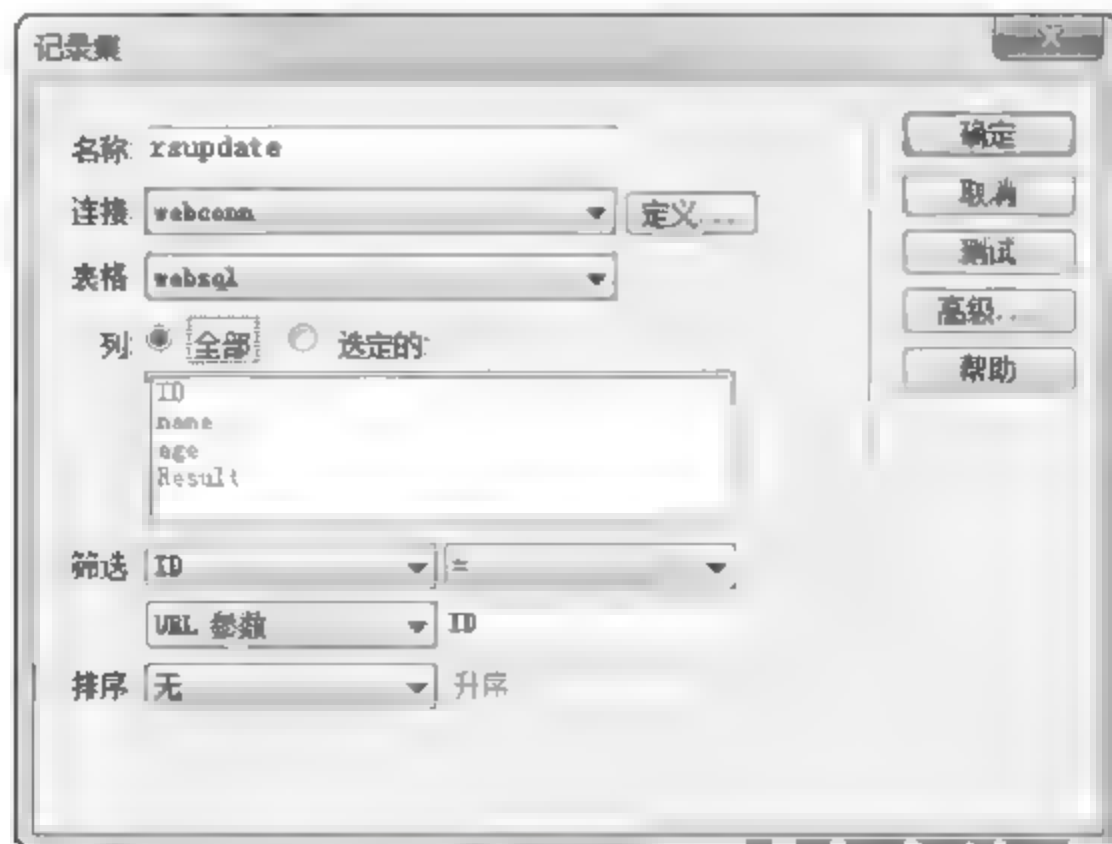 记录集
名称: rsupdate
连接: webconn 定义...
表格: websql
列: 全部 选定的:
ID
name
age
Result
筛选: ID =
URL 参数 ID
排序: 无 升序
确定
取消
测试
高级...
帮助